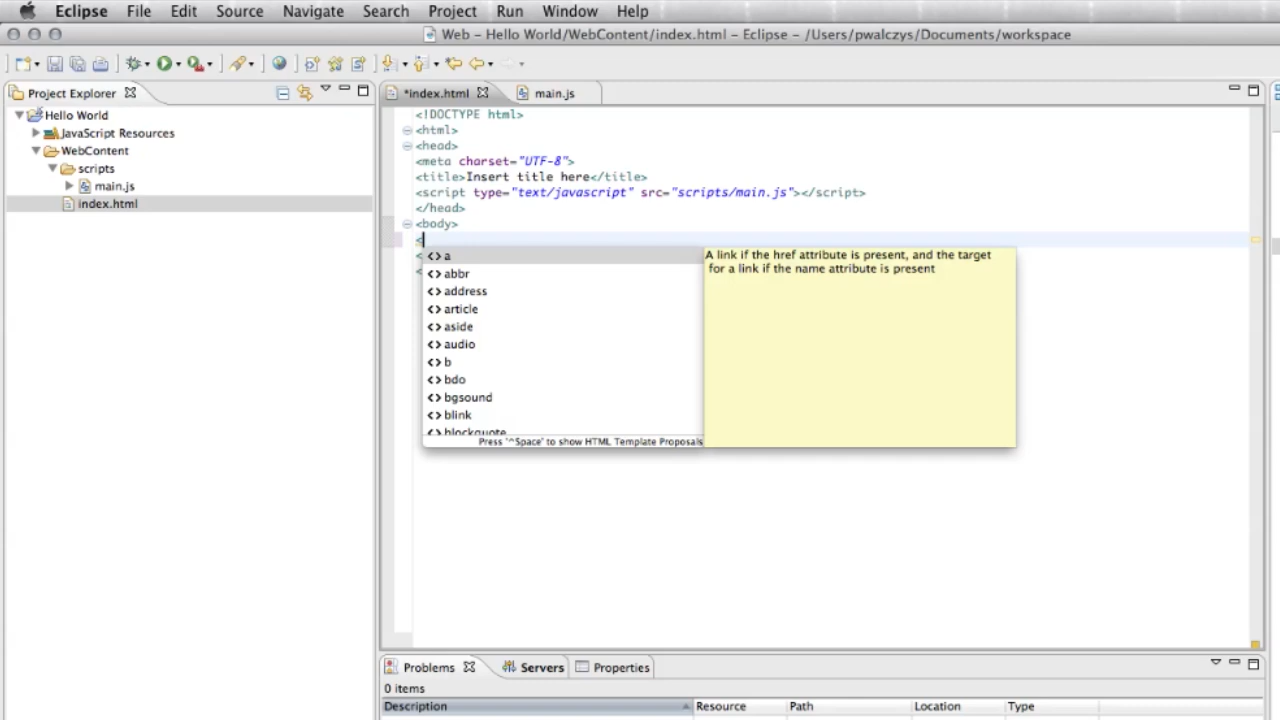 Eclipse File Edit Source Navigate Search Project Run Window Help
Web – Hello World/WebContent/index.html – Eclipse – /Users/pwalczys/Documents/workspace
Project Explorer
Hello World
JavaScript Resources
WebContent
scripts
main.js
index.html
*index.html main.js
<!DOCTYPE html>
<html>
<head>
<meta charset="UTF-8">
<title>Insert title here</title>
<script type="text/javascript" src="scripts/main.js"></script>
</head>
<body>
<
<
<
<> a
<> abbr
<> address
<> article
<> aside
<> audio
<> b
<> bdo
<> bgsound
<> blink
<> blockquote
Press '^Space' to show HTML Template Proposals
A link if the href attribute is present, and the target
for a link if the name attribute is present
Problems Servers Properties
0 items
Description Resource Path Location Type